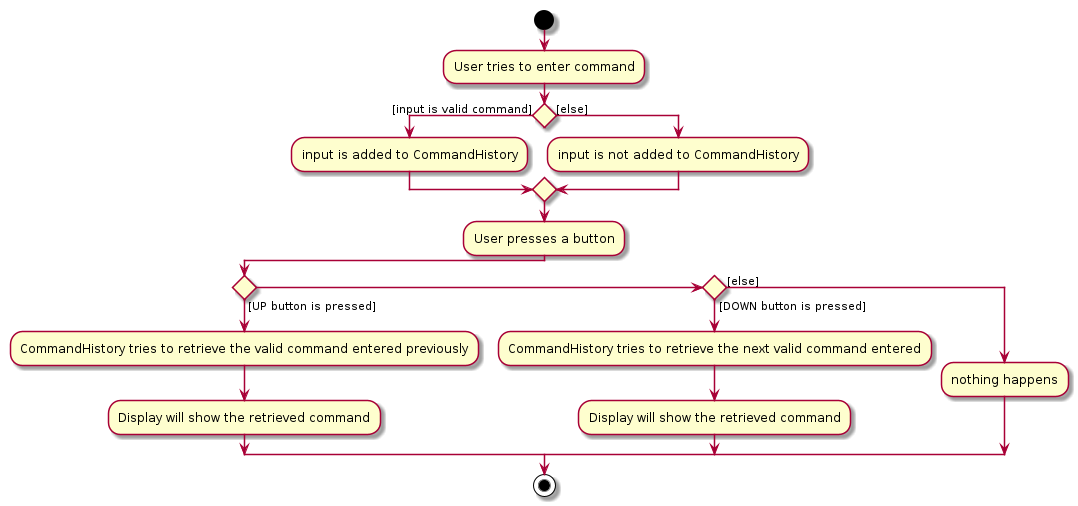 User tries to enter command
[input is valid command]
[else]
input is added to CommandHistory
input is not added to CommandHistory
User presses a button
[else]
[UP button is pressed]
[DOWN button is pressed]
CommandHistory tries to retrieve the valid command entered previously
CommandHistory tries to retrieve the next valid command entered
nothing happens
Display will show the retrieved command
Display will show the retrieved command